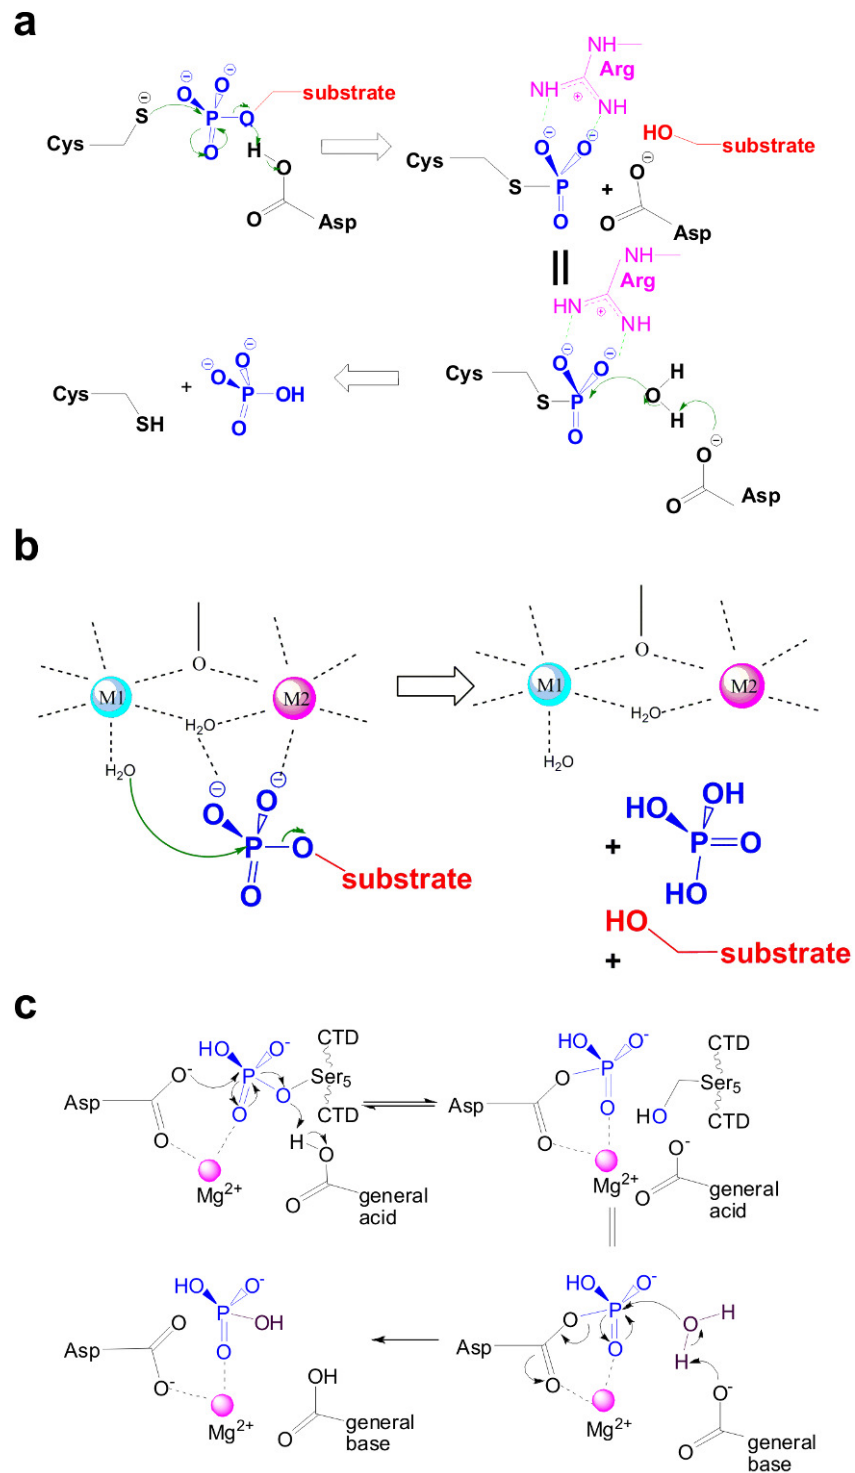 a
Cys
S
−
O
−
O
−
P
O
O
substrate
H
O
O
Asp
NH
Arg
NH
+
NH
O
−
O
−
HO
substrate
Cys
S
P
O
+
O
−
O
Asp
=
NH
Arg
HN
+
NH
O
−
O
−
Cys
S
P
O
H
O
H
O
−
O
Asp
Cys
SH
+
O
−
O
−
P
OH
O
b
M1
O
M2
H₂O
H₂O
−
O
−
O
P
O
O
substrate
M1
O
M2
H₂O
H₂O
+
HO
OH
P
O
HO
+
HO
substrate
c
Asp
O⁻
O
HO
O⁻
P
O
O
CTD
Ser₅
CTD
H
O
O
general
acid
Mg²⁺
Asp
O
O
HO
O⁻
P
O
Mg²⁺
CTD
Ser₅
CTD
HO
O⁻
O
general
acid
Asp
O
O
HO
O⁻
P
O
Mg²⁺
O
H
H
O⁻
O
general
base
Asp
O
O⁻
HO
O⁻
P
OH
O
Mg²⁺
OH
O
general
base